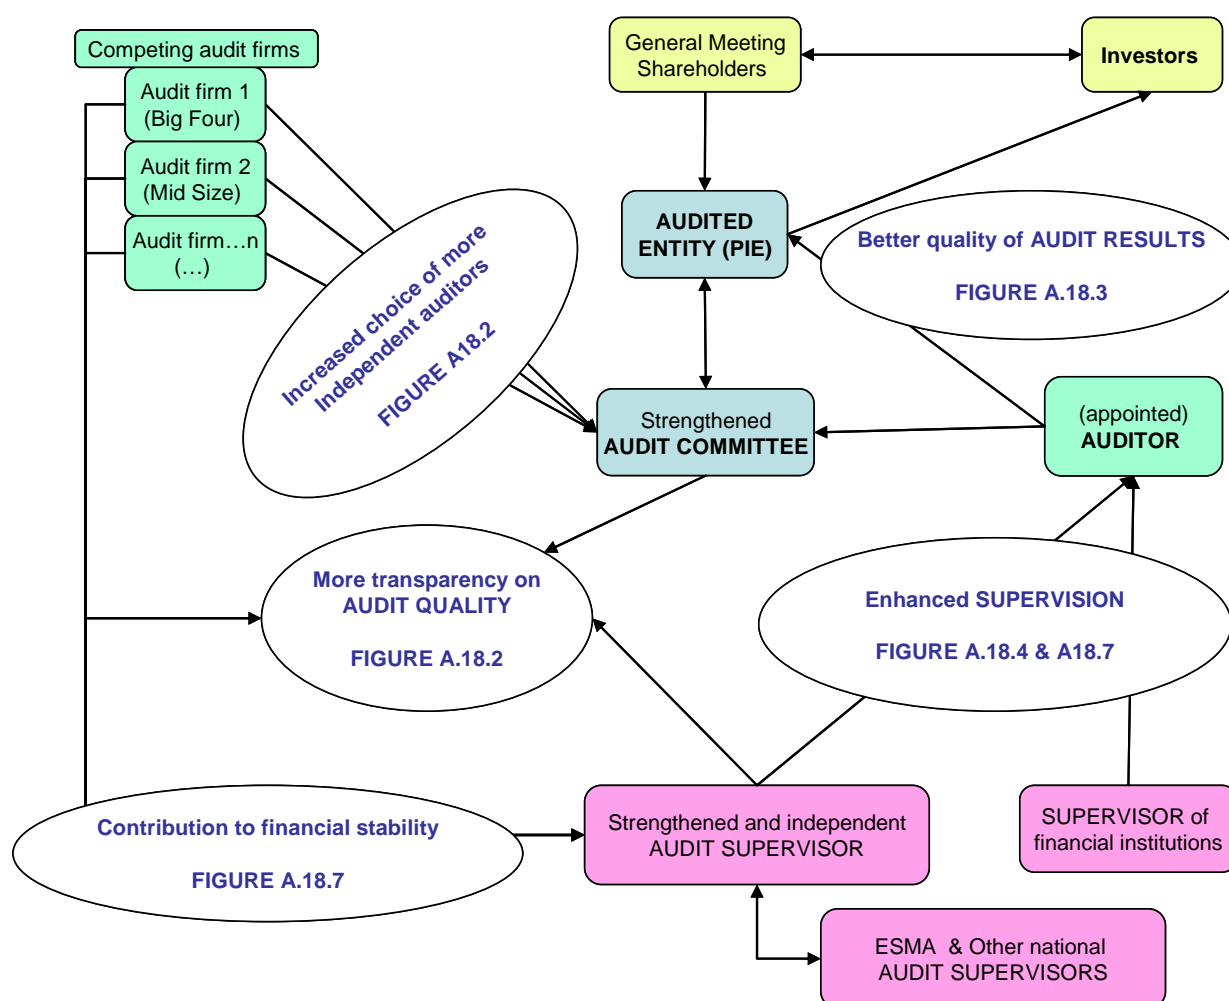 Competing audit firms
Audit firm 1
(Big Four)
Audit firm 2
(Mid Size)
Audit firm…n
(…)
General Meeting
Shareholders
Investors
AUDITED
ENTITY (PIE)
Better quality of AUDIT RESULTS
FIGURE A.18.3
Increased choice of more
Independent auditors
FIGURE A18.2
Strengthened
AUDIT COMMITTEE
(appointed)
AUDITOR
More transparency on
AUDIT QUALITY
FIGURE A.18.2
Enhanced SUPERVISION
FIGURE A.18.4 & A18.7
Contribution to financial stability
FIGURE A.18.7
Strengthened and independent
AUDIT SUPERVISOR
SUPERVISOR of
financial institutions
ESMA & Other national
AUDIT SUPERVISORS